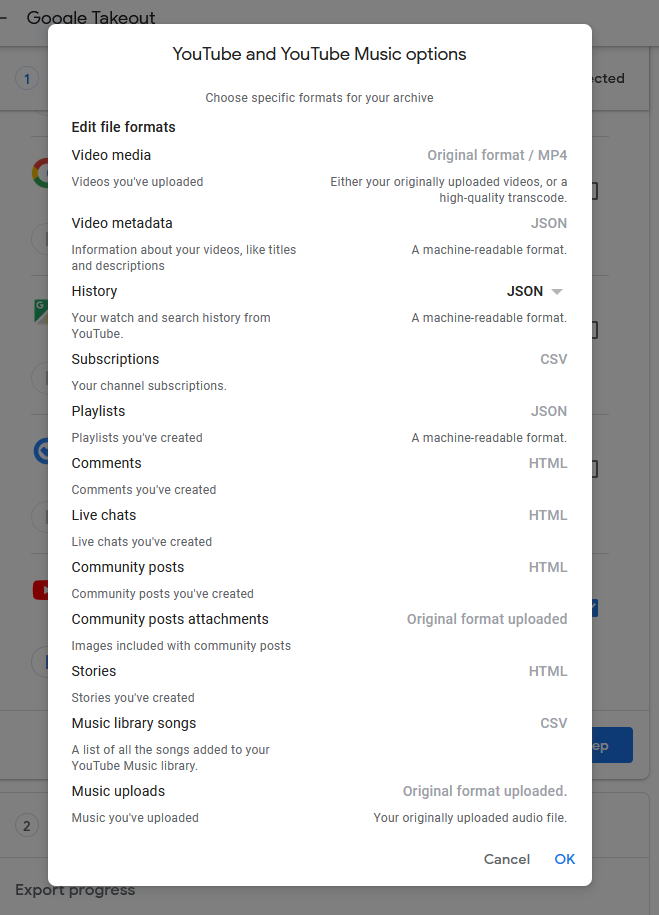 Google Takeout
YouTube and YouTube Music options
1
ected
Choose specific formats for your archive
Edit file formats
Video media
Original format / MP4
Videos you've uploaded
Either your originally uploaded videos, or a
high-quality transcode.
Video metadata
JSON
Information about your videos, like titles
and descriptions
A machine-readable format.
History
JSON
Your watch and search history from
YouTube.
A machine-readable format.
Subscriptions
CSV
Your channel subscriptions.
Playlists
JSON
Playlists you've created
A machine-readable format.
Comments
HTML
Comments you've created
Live chats
HTML
Live chats you've created
Community posts
HTML
Community posts you've created
Community posts attachments
Original format uploaded
Images included with community posts
Stories
HTML
Stories you've created
Music library songs
CSV
A list of all the songs added to your
YouTube Music library.
ep
Music uploads
Original format uploaded.
Music you've uploaded
Your originally uploaded audio file.
2
Cancel
OK
Export progress